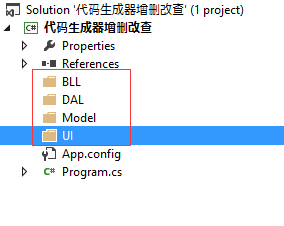 Solution '代码生成器增删改查' (1 project)
C# 代码生成器增删改查
Properties
References
BLL
DAL
Model
UI
App.config
C# Program.cs